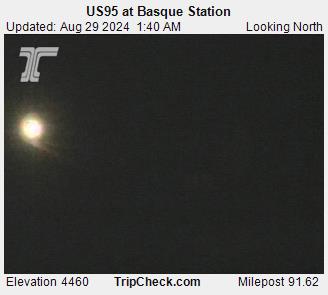 US95 at Basque Station
Updated: Aug 29 2024 1:40 AM Looking North
Elevation 4460 TripCheck.com Milepost 91.62